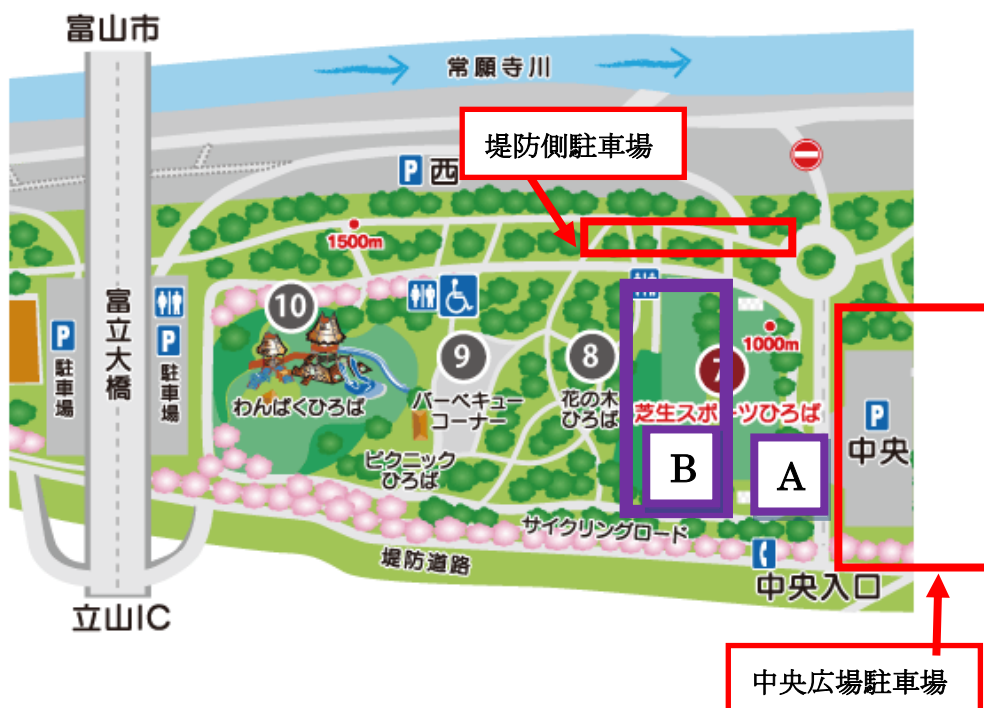 富山市
常願寺川
堤防側駐車場
P 西
1500m
富立大橋
P
駐車場
P
駐車場
10
わんぱくひろば
9
バーベキュー
コーナー
8
花の木
ひろば
7
1000m
芝生スポーツひろば
P
中央
ピクニック
ひろば
B
A
サイクリングロード
堤防道路
中央入口
立山IC
中央広場駐車場